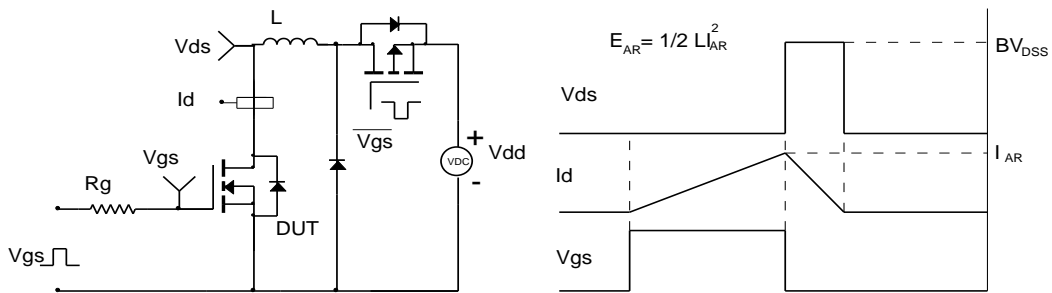 L
Vds
Id
Vgs
Vgs
Rg
DUT
Vgs
VDC
+
-
Vdd
E_AR= 1/2 LI_AR^2
BV_DSS
Vds
I_AR
Id
Vgs